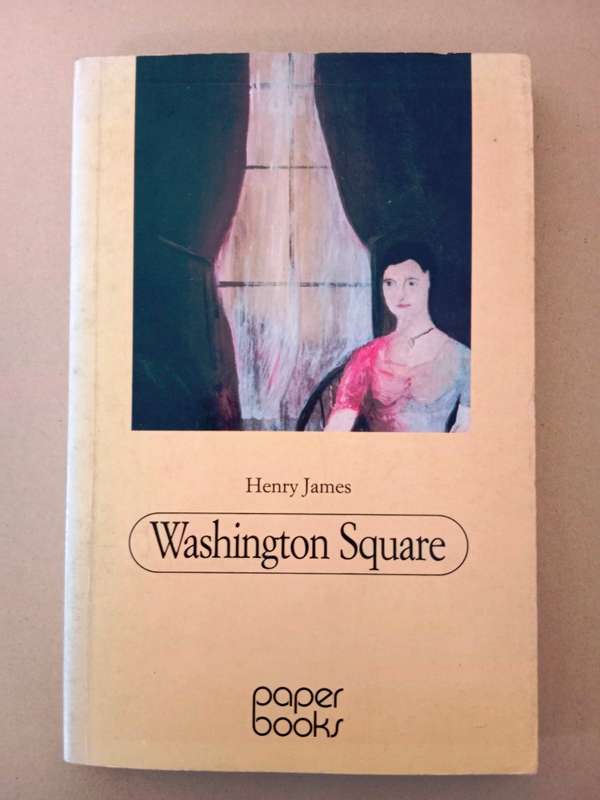 Henry James
Washington Square
paper
books